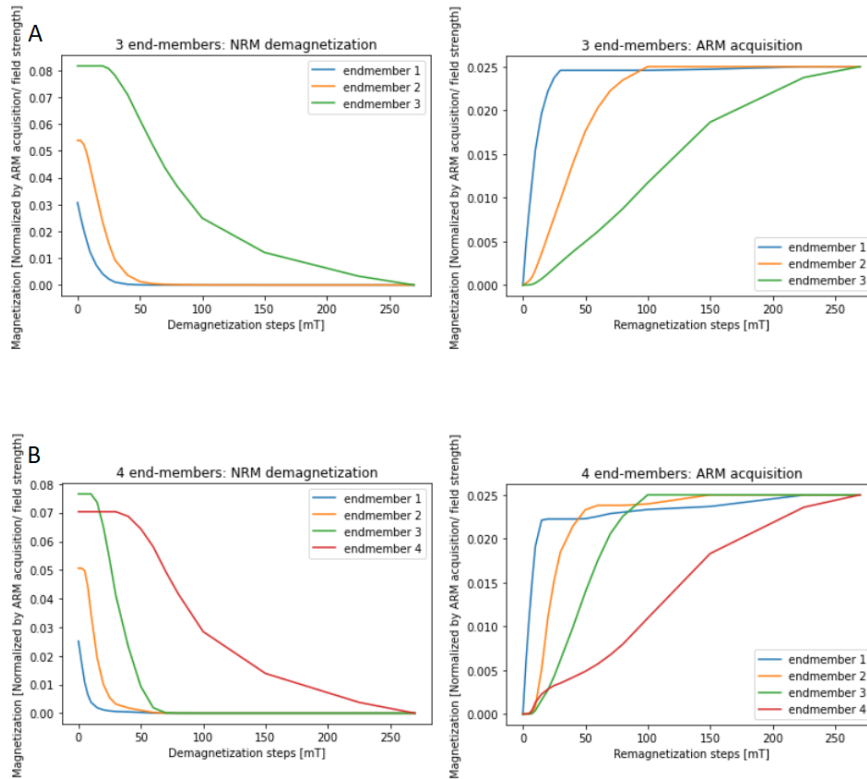 A
3 end-members: NRM demagnetization
Magnetization [Normalized by ARM acquisition/ field strength]
0.08
0.07
0.06
0.05
0.04
0.03
0.02
0.01
0.00
endmember 1
endmember 2
endmember 3
0 50 100 150 200 250
Demagnetization steps [mT]
3 end-members: ARM acquisition
Magnetization [Normalized by ARM acquisition/ field strength]
0.025
0.020
0.015
0.010
0.005
0.000
endmember 1
endmember 2
endmember 3
0 50 100 150 200 250
Remagnetization steps [mT]
B
4 end-members: NRM demagnetization
Magnetization [Normalized by ARM acquisition/ field strength]
0.08
0.07
0.06
0.05
0.04
0.03
0.02
0.01
0.00
endmember 1
endmember 2
endmember 3
endmember 4
0 50 100 150 200 250
Demagnetization steps [mT]
4 end-members: ARM acquisition
Magnetization [Normalized by ARM acquisition/ field strength]
0.025
0.020
0.015
0.010
0.005
0.000
endmember 1
endmember 2
endmember 3
endmember 4
0 50 100 150 200 250
Remagnetization steps [mT]